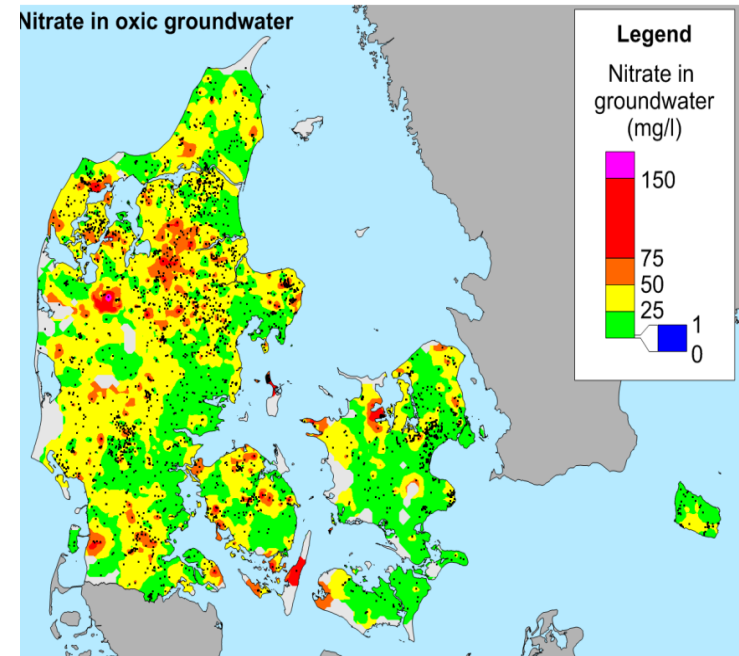 Nitrate in oxic groundwater
Legend
Nitrate in
groundwater
(mg/l)
150
75
50
25
1
0